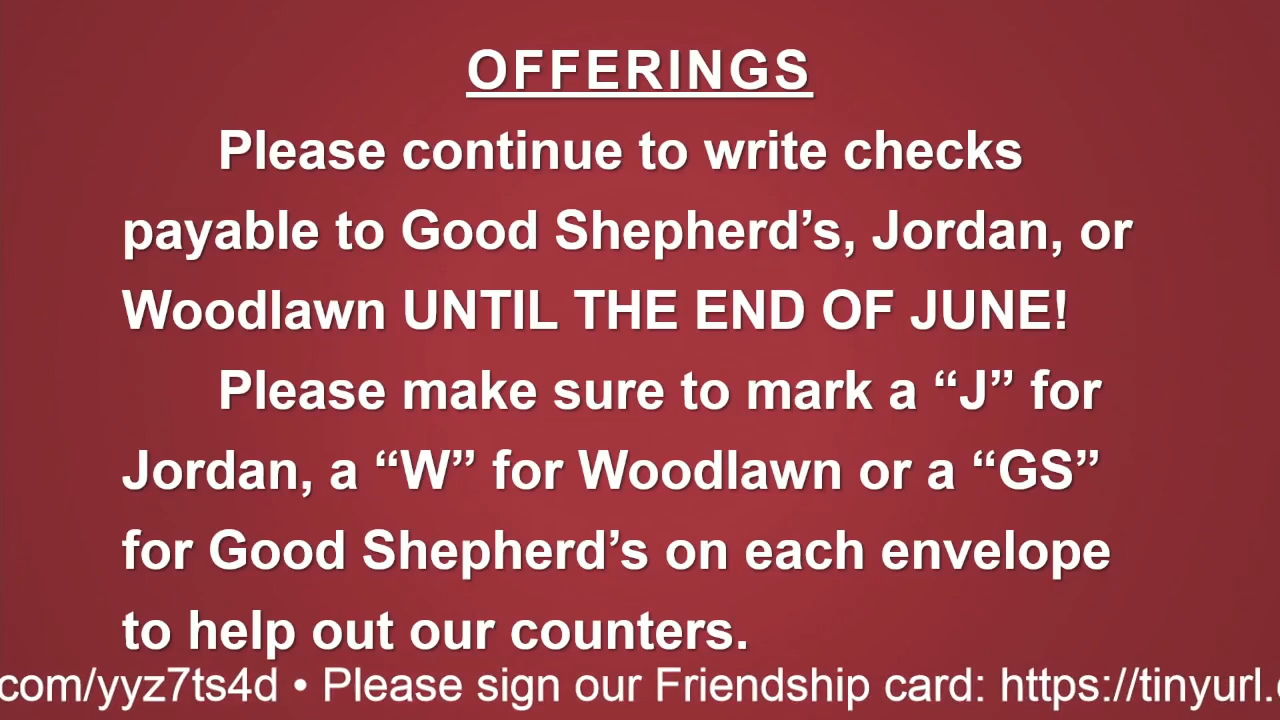 OFFERINGS
Please continue to write checks
payable to Good Shepherd’s, Jordan, or
Woodlawn UNTIL THE END OF JUNE!
Please make sure to mark a “J” for
Jordan, a “W” for Woodlawn or a “GS”
for Good Shepherd’s on each envelope
to help out our counters.
com/yyz7ts4d • Please sign our Friendship card: https://tinyurl.